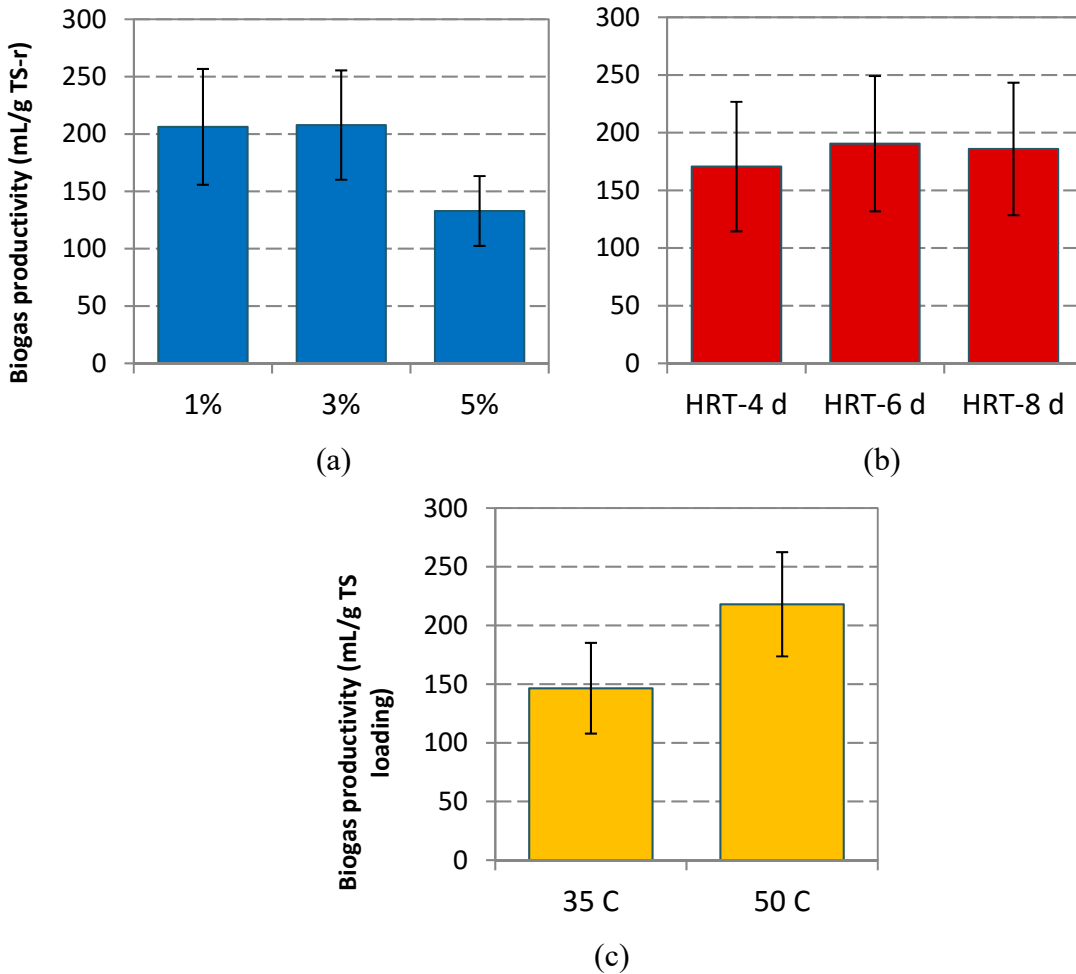 Biogas productivity (mL/g TS-r)
300
250
200
150
100
50
0
1% 3% 5%
(a)
300
250
200
150
100
50
0
HRT-4 d HRT-6 d HRT-8 d
(b)
Biogas productivity (mL/g TS
loading)
300
250
200
150
100
50
0
35 C 50 C
(c)